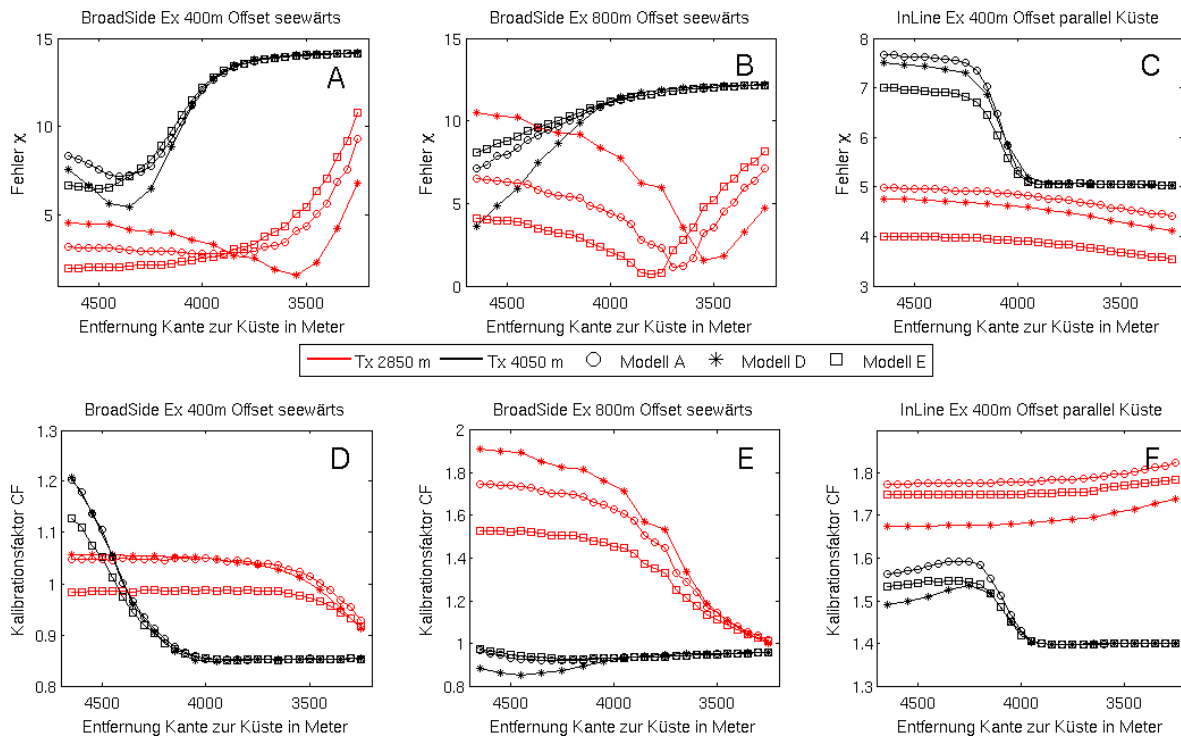 BroadSide Ex 400m Offset seewärts
BroadSide Ex 800m Offset seewärts
InLine Ex 400m Offset parallel Küste
15
10
5
Fehler χ
A
4500 4000 3500
Entfernung Kante zur Küste in Meter
15
10
5
0
Fehler χ
B
4500 4000 3500
Entfernung Kante zur Küste in Meter
8
7
6
5
4
3
Fehler χ
C
4500 4000 3500
Entfernung Kante zur Küste in Meter
Tx 2850 m Tx 4050 m Modell A Modell D Modell E
BroadSide Ex 400m Offset seewärts
BroadSide Ex 800m Offset seewärts
InLine Ex 400m Offset parallel Küste
1.3
1.2
1.1
1
0.9
0.8
Kalibrationsfaktor CF
D
4500 4000 3500
Entfernung Kante zur Küste in Meter
2
1.8
1.6
1.4
1.2
1
0.8
Kalibrationsfaktor CF
E
4500 4000 3500
Entfernung Kante zur Küste in Meter
1.9
1.8
1.7
1.6
1.5
1.4
1.3
Kalibrationsfaktor CF
F
4500 4000 3500
Entfernung Kante zur Küste in Meter